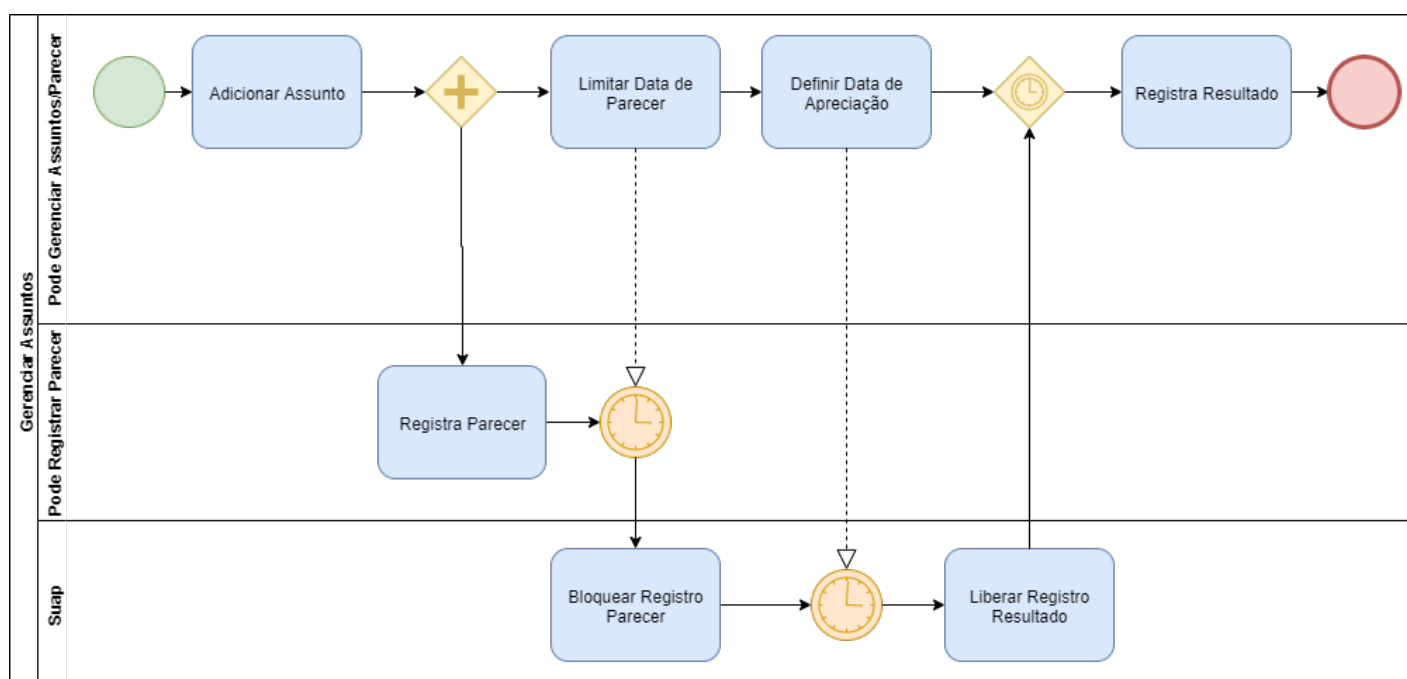 Gerenciar Assuntos
Pode Gerenciar Assuntos/Parecer
Adicionar Assunto
Limitar Data de
Parecer
Definir Data de
Apreciação
Registra Resultado
Pode Registrar Parecer
Registra Parecer
Suap
Bloquear Registro
Parecer
Liberar Registro
Resultado